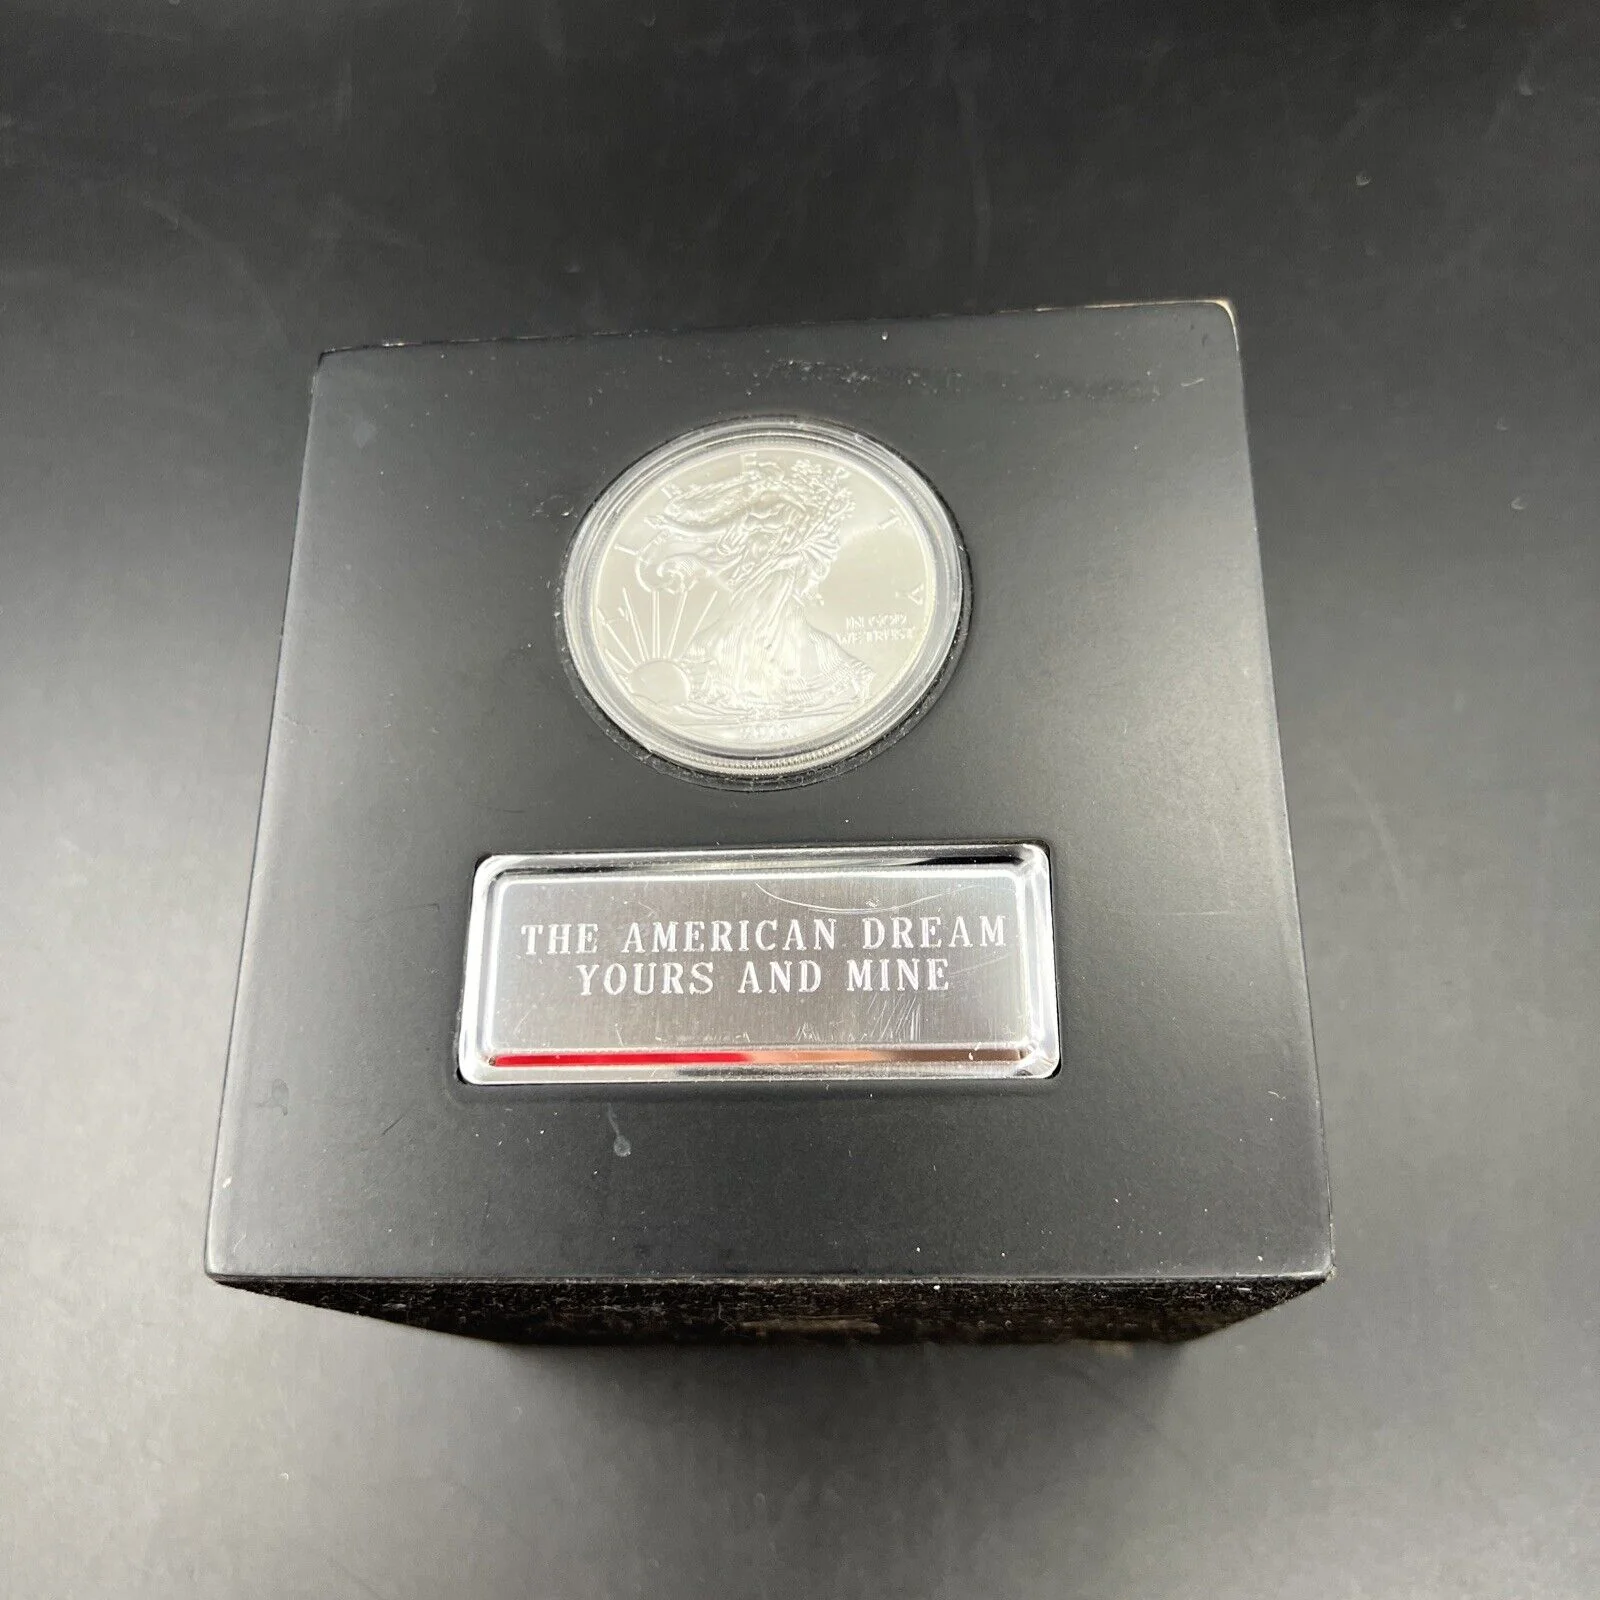 LIBERTY
IN GOD
WE TRUST
THE AMERICAN DREAM
YOURS AND MINE